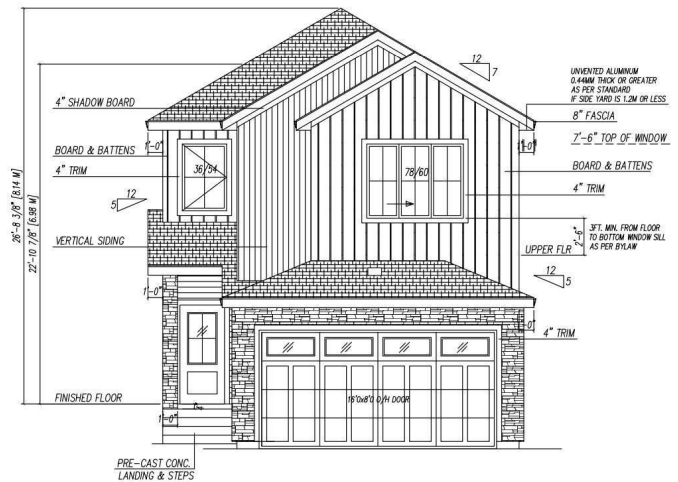 12
7
UNVENTED ALUMINUM
0.44MM THICK OR GREATER
AS PER STANDARD
IF SIDE YARD IS 1.2M OR LESS
4" SHADOW BOARD
8" FASCIA
7'-6" TOP OF WINDOW
1'-0"
1'-0"
BOARD & BATTENS
BOARD & BATTENS
4" TRIM
36/54
78/60
4" TRIM
12
5
26'-8 3/8" [8.14 M]
22'-10 7/8" [6.98 M]
2'-6"
3FT. MIN. FROM FLOOR
TO BOTTOM WINDOW SILL
AS PER BYLAW
VERTICAL SIDING
UPPER FLR
12
5
1'-0"
1'-0"
4" TRIM
FINISHED FLOOR
16'0x8'0 O/H DOOR
1'-0"
PRE-CAST CONC.
LANDING & STEPS